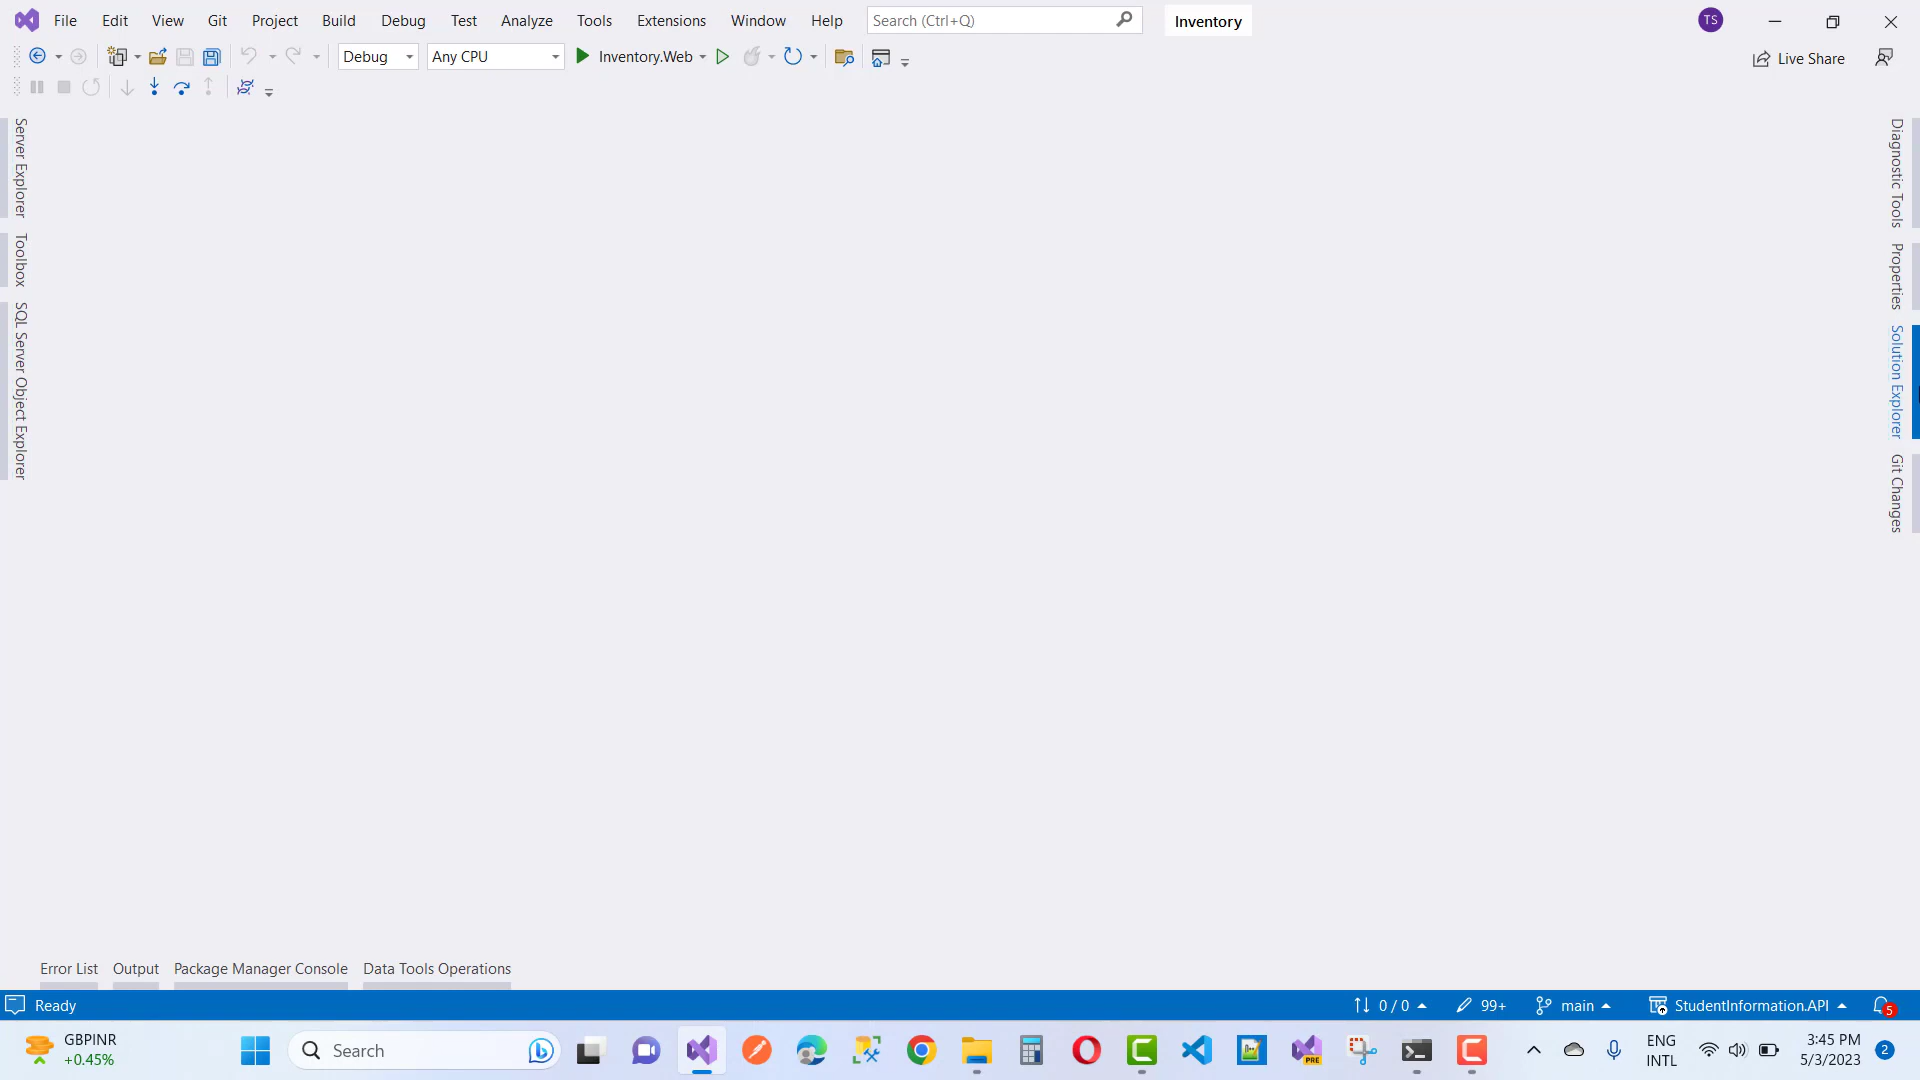 File Edit View Git Project Build Debug Test Analyze Tools Extensions Window Help Search (Ctrl+Q) Inventory TS
Debug Any CPU Inventory.Web Live Share
Server Explorer
Toolbox
SQL Server Object Explorer
Diagnostic Tools
Properties
Solution Explorer
Git Changes
Error List Output Package Manager Console Data Tools Operations
Ready 0 / 0 99+ main StudentInformation.API 5
GBPINR
+0.45%
Search
PRE
ENG
INTL
3:45 PM
5/3/2023
2